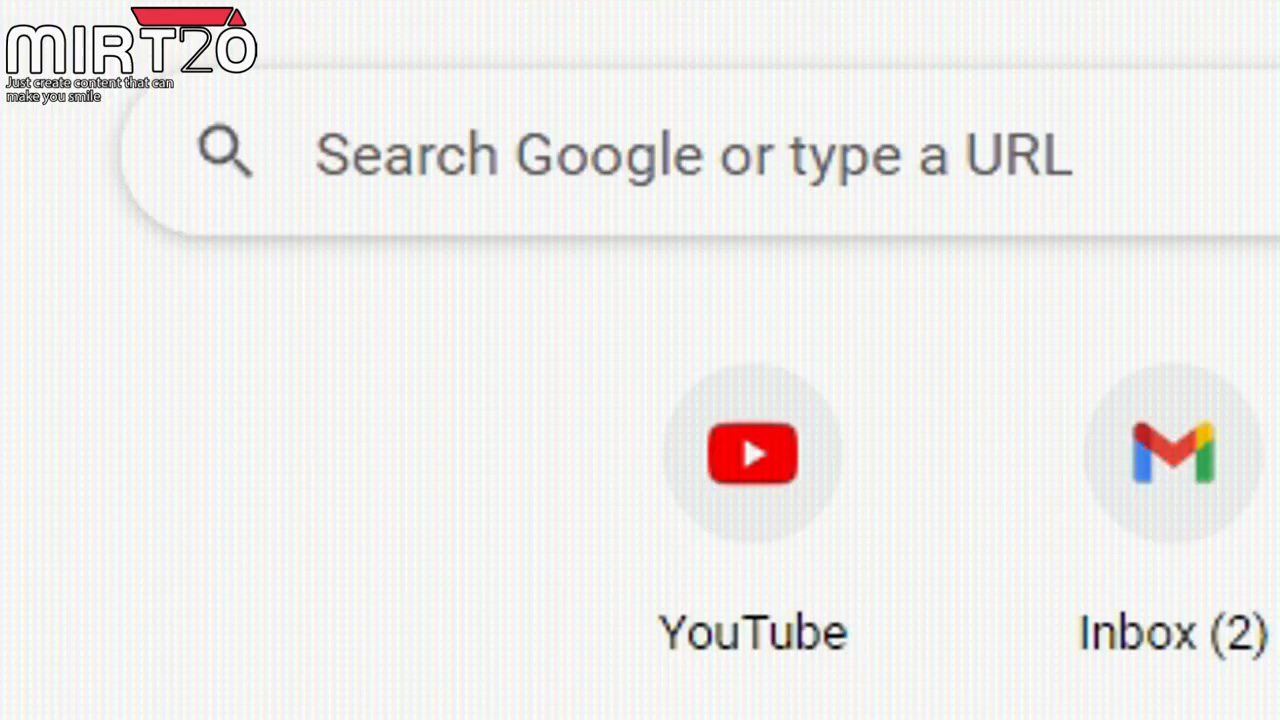 MIRT20
Just create content that can
make you smile
Search Google or type a URL
YouTube
Inbox (2)